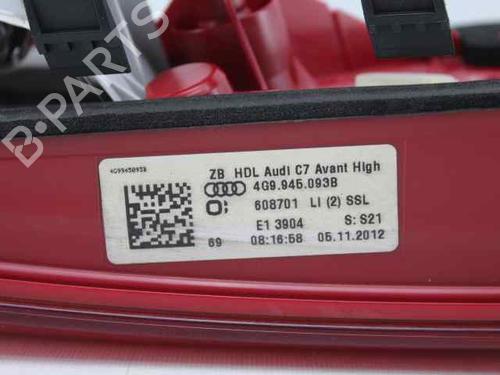 4G9945093B
ZB HDL Audi C7 Avant High
4G9.945.093B
608701 LI (2) SSL
E1 3904 S: S21
69 08:16:58 05.11.2012
B-PARTS